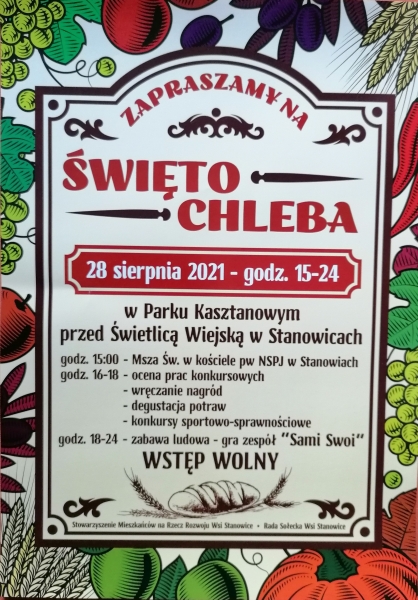 ZAPRASZAMY NA
ŚWIĘTO
CHLEBA
28 sierpnia 2021 - godz. 15-24
w Parku Kasztanowym
przed Świetlicą Wiejską w Stanowicach
godz. 15:00 - Msza Św. w kościele pw NSPJ w Stanowiach
godz. 16-18 - ocena prac konkursowych
- wręczanie nagród
- degustacja potraw
- konkursy sportowo-sprawnościowe
godz. 18-24 - zabawa ludowa - gra zespół "Sami Swoi"
WSTĘP WOLNY
Stowarzyszenie Mieszkańców na Rzecz Rozwoju Wsi Stanowice • Rada Sołecka Wsi Stanowice